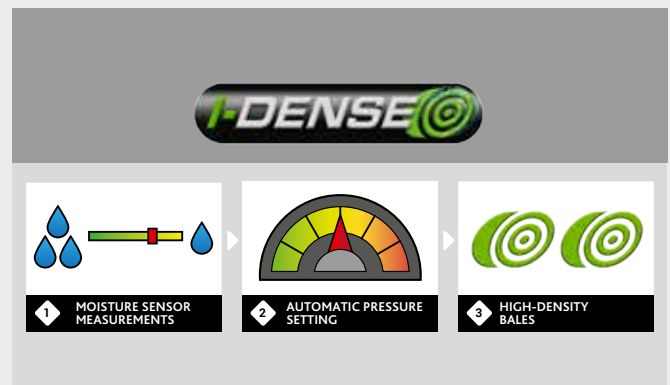 I-DENSE
1 MOISTURE SENSOR
MEASUREMENTS
2 AUTOMATIC PRESSURE
SETTING
3 HIGH-DENSITY
BALES